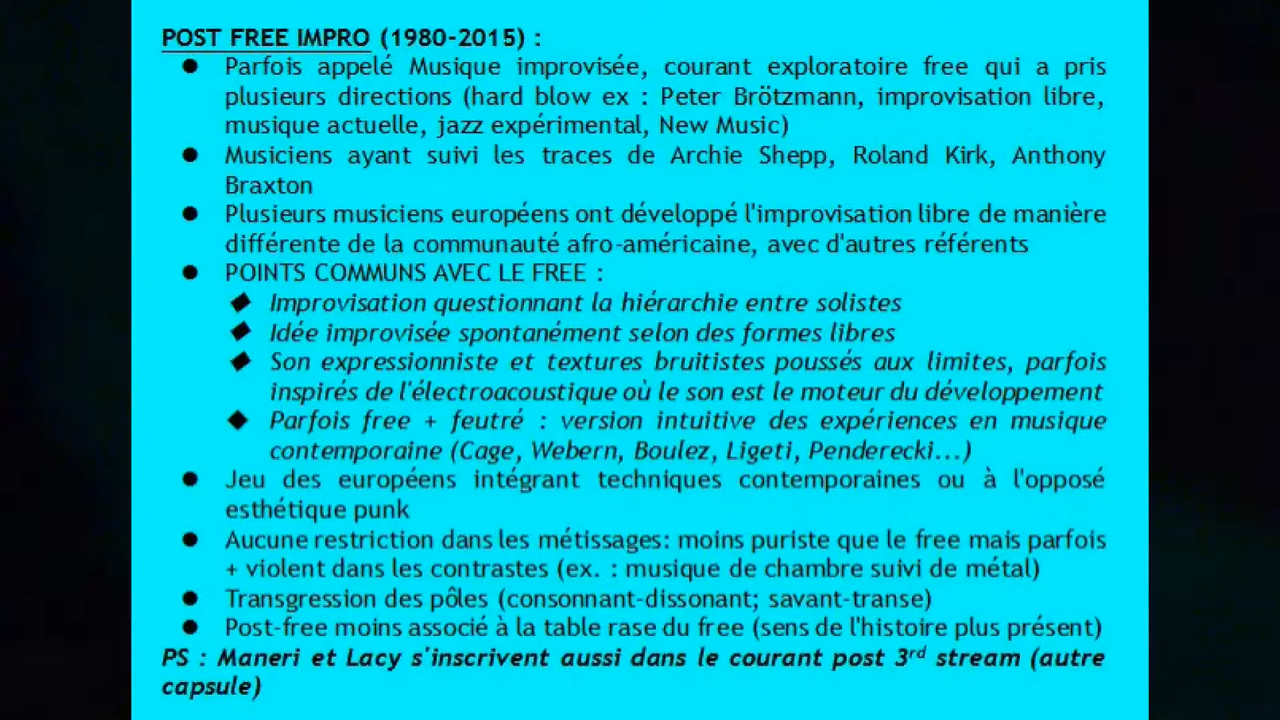 POST FREE IMPRO (1980-2015) :
● Parfois appelé Musique improvisée, courant exploratoire free qui a pris
plusieurs directions (hard blow ex : Peter Brötzmann, improvisation libre,
musique actuelle, jazz expérimental, New Music)
● Musiciens ayant suivi les traces de Archie Shepp, Roland Kirk, Anthony
Braxton
● Plusieurs musiciens européens ont développé l'improvisation libre de manière
différente de la communauté afro-américaine, avec d'autres référents
● POINTS COMMUNS AVEC LE FREE :
◆ Improvisation questionnant la hiérarchie entre solistes
◆ Idée improvisée spontanément selon des formes libres
◆ Son expressionniste et textures bruitistes poussés aux limites, parfois
inspirés de l'électroacoustique où le son est le moteur du développement
◆ Parfois free + feutré : version intuitive des expériences en musique
contemporaine (Cage, Webern, Boulez, Ligeti, Penderecki...)
● Jeu des européens intégrant techniques contemporaines ou à l'opposé
esthétique punk
● Aucune restriction dans les métissages: moins puriste que le free mais parfois
+ violent dans les contrastes (ex. : musique de chambre suivi de métal)
● Transgression des pôles (consonnant-dissonant; savant-transe)
● Post-free moins associé à la table rase du free (sens de l'histoire plus présent)
PS : Maneri et Lacy s'inscrivent aussi dans le courant post 3rd stream (autre
capsule)